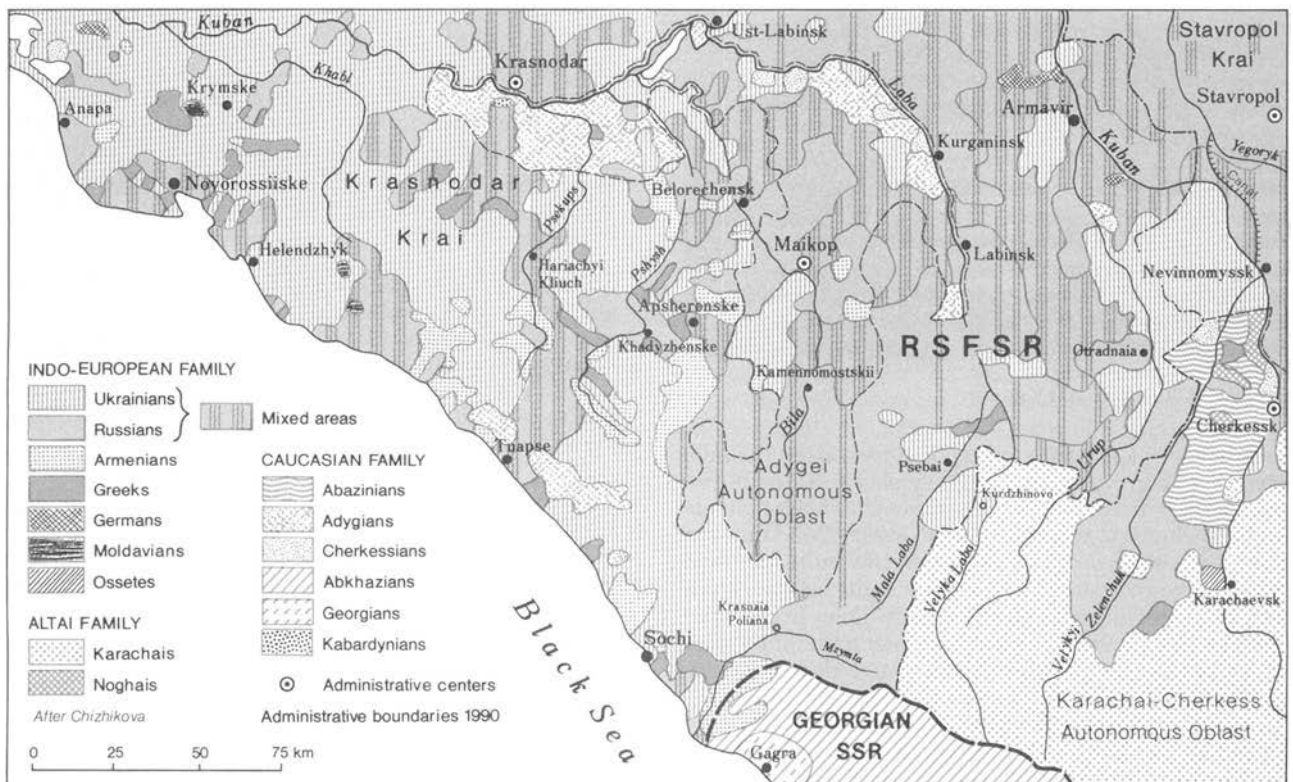 Kuban
Ust-Labinsk
Stavropol
Krai
Krasnodar
Khabl
Krymske
Laba
Stavropol
Anapa
Armavir
Kurganinsk
Kuban
Yegoryk
Canal
Novorossiiske
Krasnodar
Krai
Psekups
Belorechensk
Helendzhyk
Hariachyi
Kliuch
Pshysh
Maikop
Labinsk
Nevinnomyssk
Apsheronske
Khadyzhenske
RSFSR
Otradnaia
Kamennomostskii
Bila
Cherkessk
Tuapse
Psebai
Urup
Adygei
Autonomous
Oblast
Kurdzhinovo
Mala Laba
Velyka Laba
Velykyi Zelenchuk
Karachaevsk
Krasnaia
Poliana
Mzymta
Sochi
Black Sea
GEORGIAN
SSR
Gagra
Karachai-Cherkess
Autonomous Oblast
INDO-EUROPEAN FAMILY
Ukrainians
Russians
Mixed areas
Armenians
Greeks
Germans
Moldavians
Ossetes
ALTAI FAMILY
Karachais
Noghais
After Chizhikova
CAUCASIAN FAMILY
Abazinians
Adygians
Cherkessians
Abkhazians
Georgians
Kabardynians
Administrative centers
Administrative boundaries 1990
0 25 50 75 km